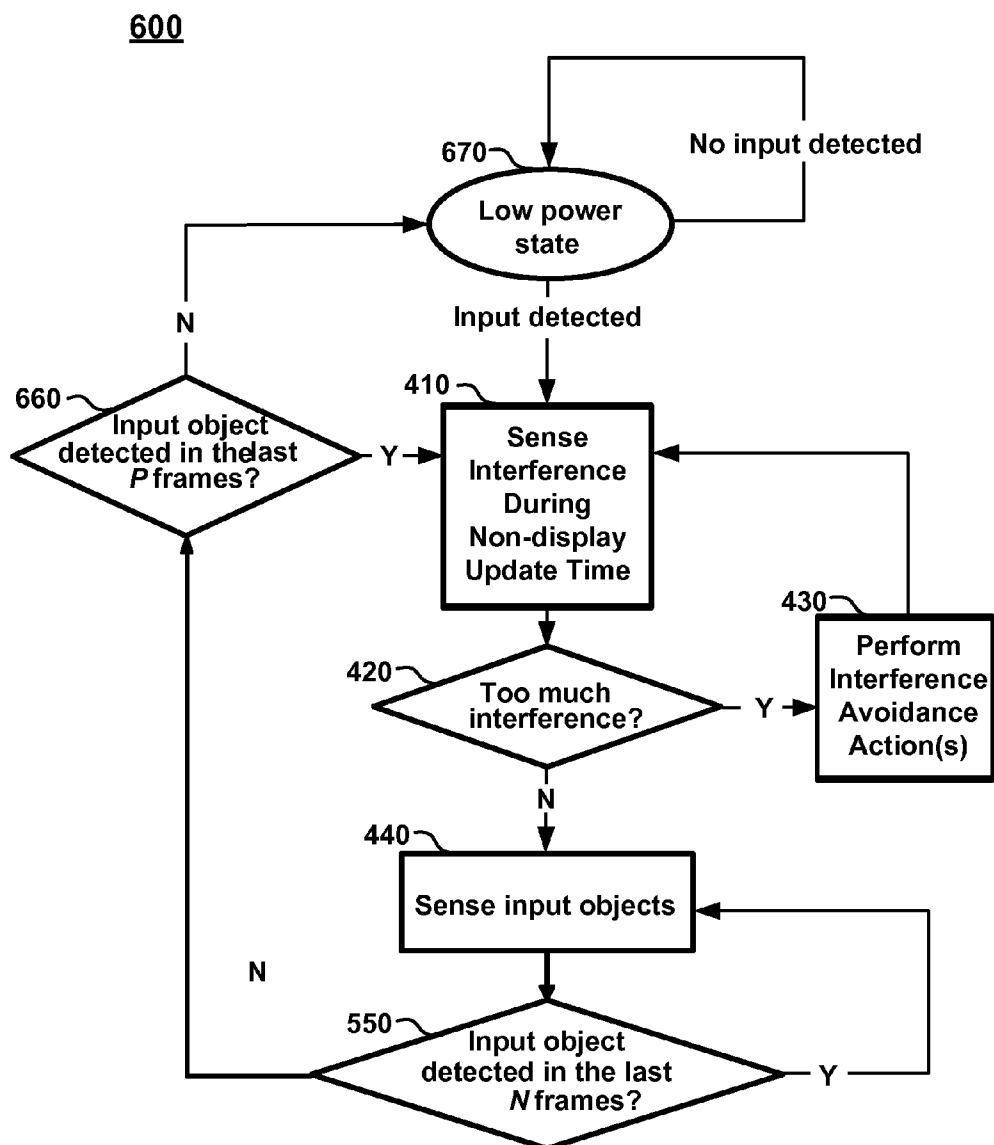 600
No input detected
670
Low power
state
Input detected
N
660
Input object
detected in the last
P frames?
Y
410
Sense
Interference
During
Non-display
Update Time
420
Too much
interference?
Y
430
Perform
Interference
Avoidance
Action(s)
N
440
Sense input objects
N
550
Input object
detected in the last
N frames?
Y